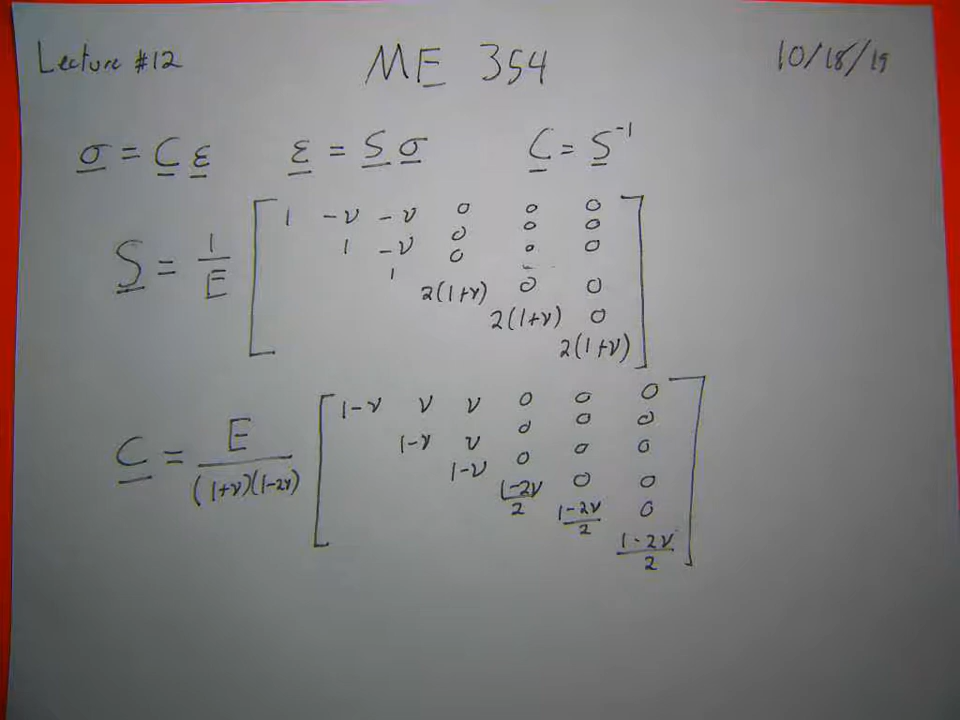 Lecture #12 ME 354 10/18/19
σ = C ε ε = S σ C = S⁻¹
S = 1/E [ 1 -ν -ν 0 0 0
1 -ν 0 0 0
1 0 0 0
2(1+ν) 0 0
2(1+ν) 0
2(1+ν) ]
C = E/((1+ν)(1-2ν)) [ 1-ν ν ν 0 0 0
1-ν ν 0 0 0
1-ν 0 0 0
(1-2ν)/2 0 0
(1-2ν)/2 0
(1-2ν)/2 ]